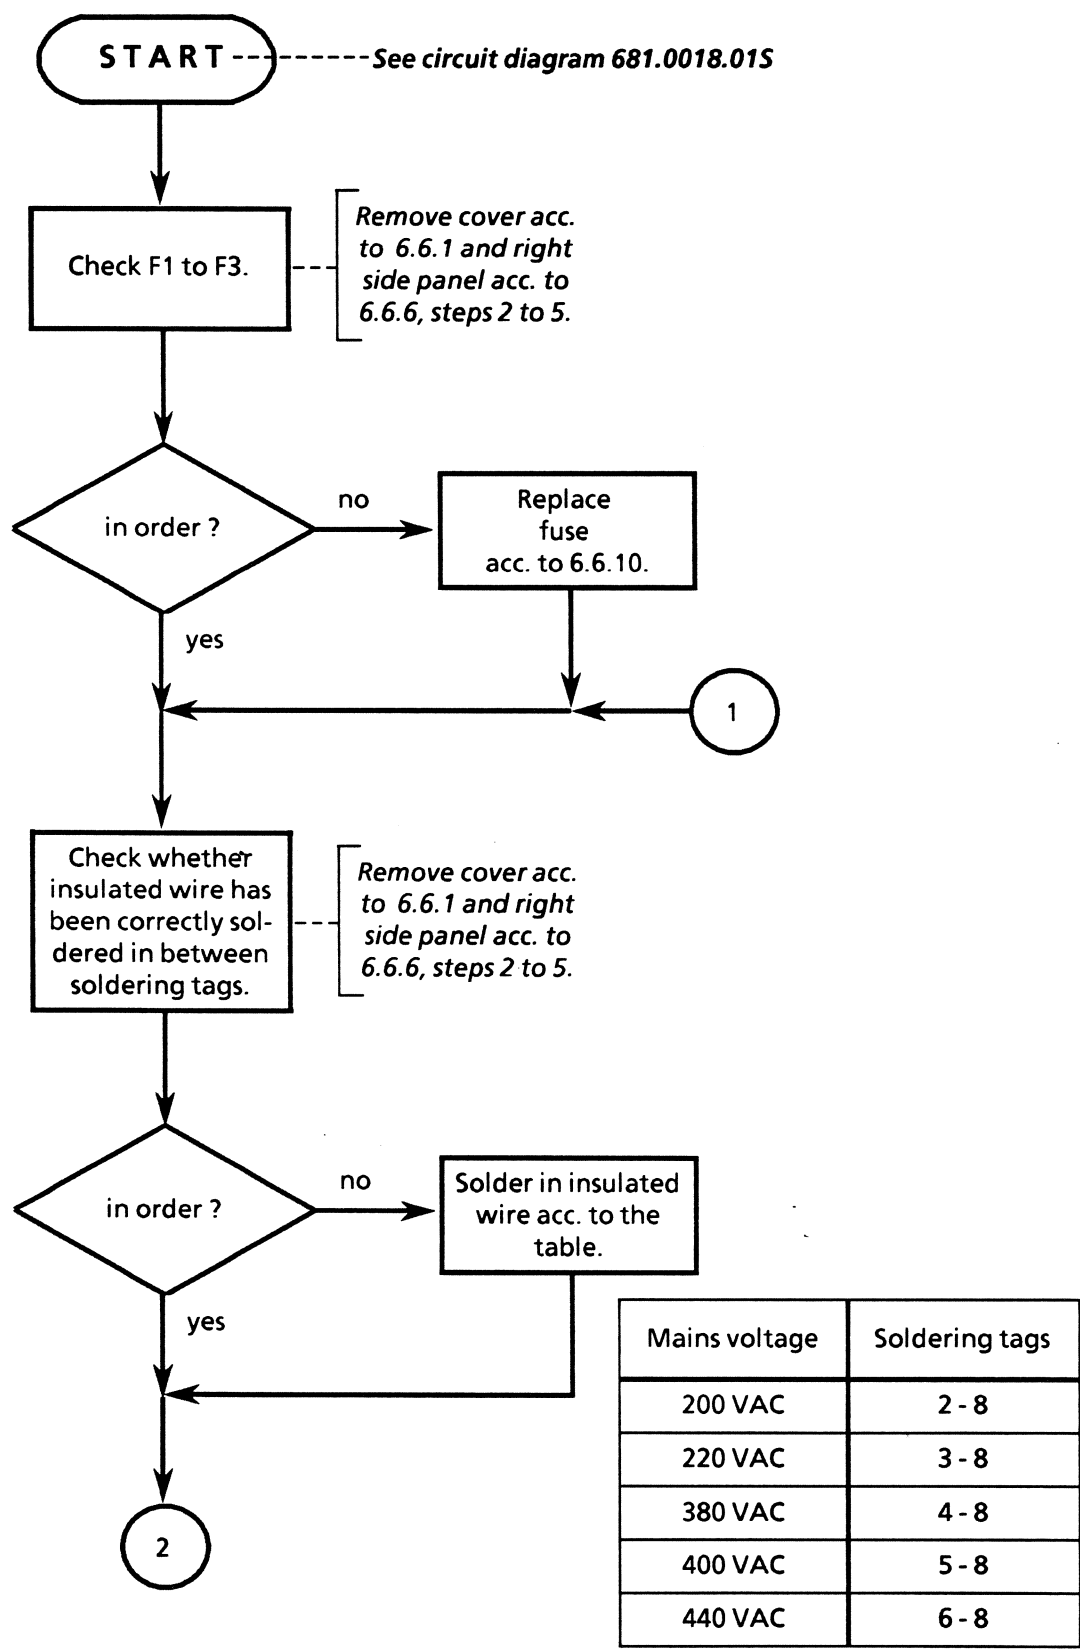 START
See circuit diagram 681.0018.01S
Check F1 to F3.
Remove cover acc.
to 6.6.1 and right
side panel acc. to
6.6.6, steps 2 to 5.
in order ?
no
Replace
fuse
acc. to 6.6.10.
yes
1
Check whether
insulated wire has
been correctly sol-
dered in between
soldering tags.
Remove cover acc.
to 6.6.1 and right
side panel acc. to
6.6.6, steps 2 to 5.
in order ?
no
Solder in insulated
wire acc. to the
table.
yes
2
Mains voltage Soldering tags
200 VAC 2 - 8
220 VAC 3 - 8
380 VAC 4 - 8
400 VAC 5 - 8
440 VAC 6 - 8